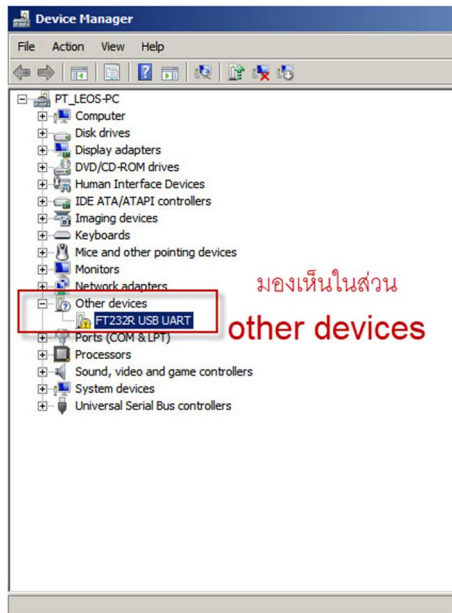 Device Manager
File Action View Help
PT_LEOS-PC
Computer
Disk drives
Display adapters
DVD/CD-ROM drives
Human Interface Devices
IDE ATA/ATAPI controllers
Imaging devices
Keyboards
Mice and other pointing devices
Monitors
Network adapters
มองเห็นในส่วน
Other devices
FT232R USB UART
other devices
Ports (COM & LPT)
Processors
Sound, video and game controllers
System devices
Universal Serial Bus controllers